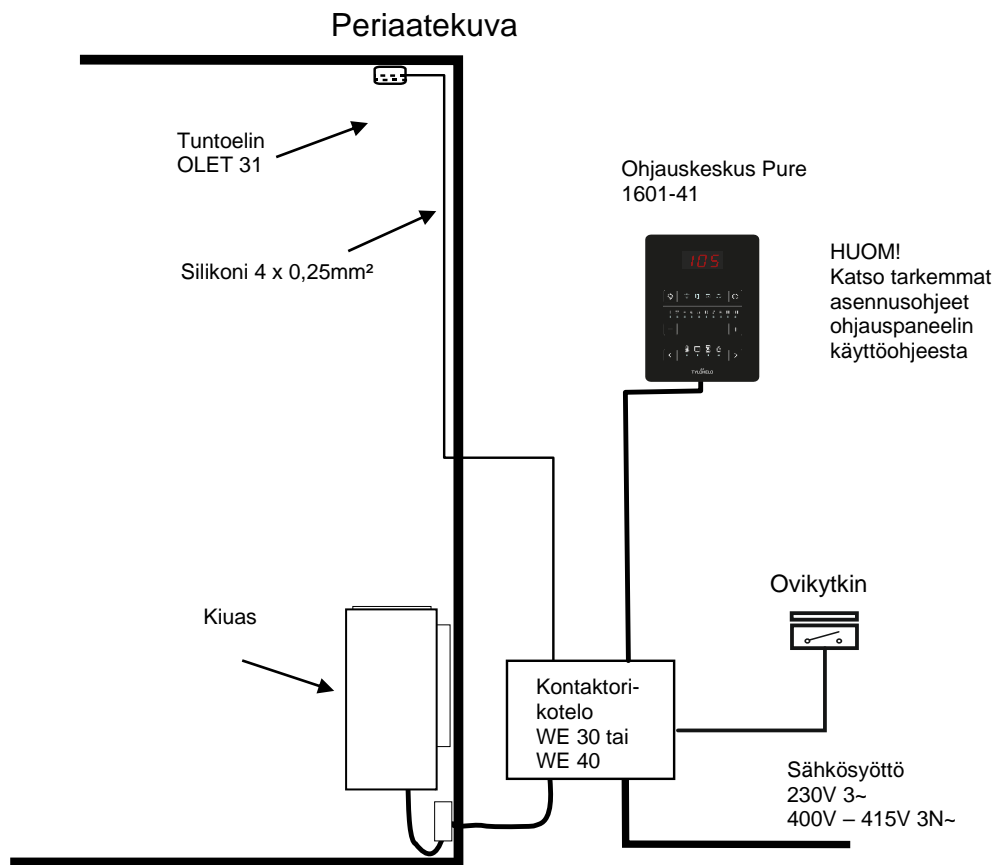 Periaatekuva
Tuntoelin
OLET 31
Silikoni 4 x 0,25mm²
Ohjauskeskus Pure
1601-41
105
TYLÖHELO
HUOM!
Katso tarkemmat
asennusohjeet
ohjauspaneelin
käyttöohjeesta
Kiuas
Ovikytkin
Kontaktori-
kotelo
WE 30 tai
WE 40
Sähkösyöttö
230V 3~
400V – 415V 3N~